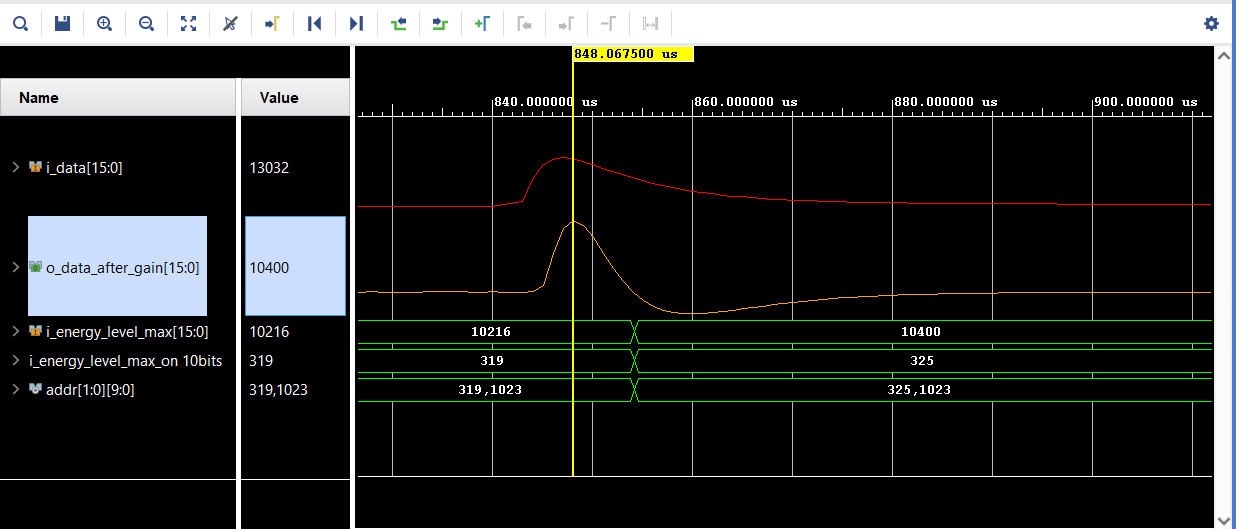 848.067500 us
Name Value
840.000000 us 860.000000 us 880.000000 us 900.000000 us
i_data[15:0] 13032
o_data_after_gain[15:0] 10400
i_energy_level_max[15:0] 10216 10216 10400
i_energy_level_max_on 10bits 319 319 325
addr[1:0][9:0] 319,1023 319,1023 325,1023